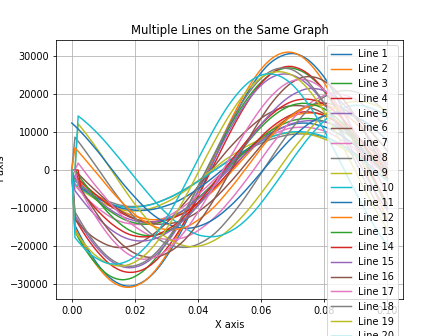 Multiple Lines on the Same Graph
30000
20000
10000
0
−10000
−20000
−30000
0.00
0.02
0.04
0.06
X axis
Line 1
Line 2
Line 3
Line 4
Line 5
Line 6
Line 7
Line 8
Line 9
Line 10
Line 11
Line 12
Line 13
Line 14
Line 15
Line 16
Line 17
Line 18
Line 19
Line 20